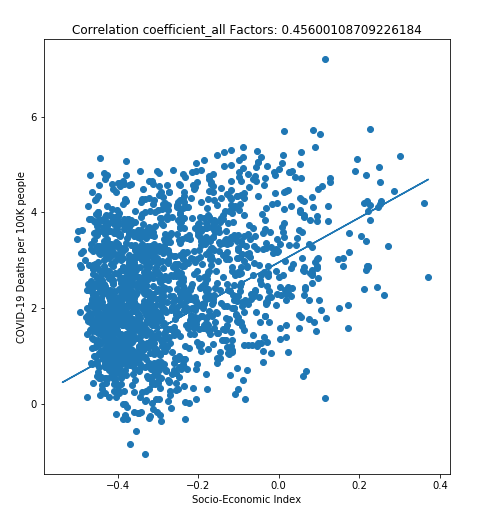 Correlation coefficient_all Factors: 0.45600108709226184
6
4
2
0
COVID-19 Deaths per 100K people
−0.4 −0.2 0.0 0.2 0.4
Socio-Economic Index